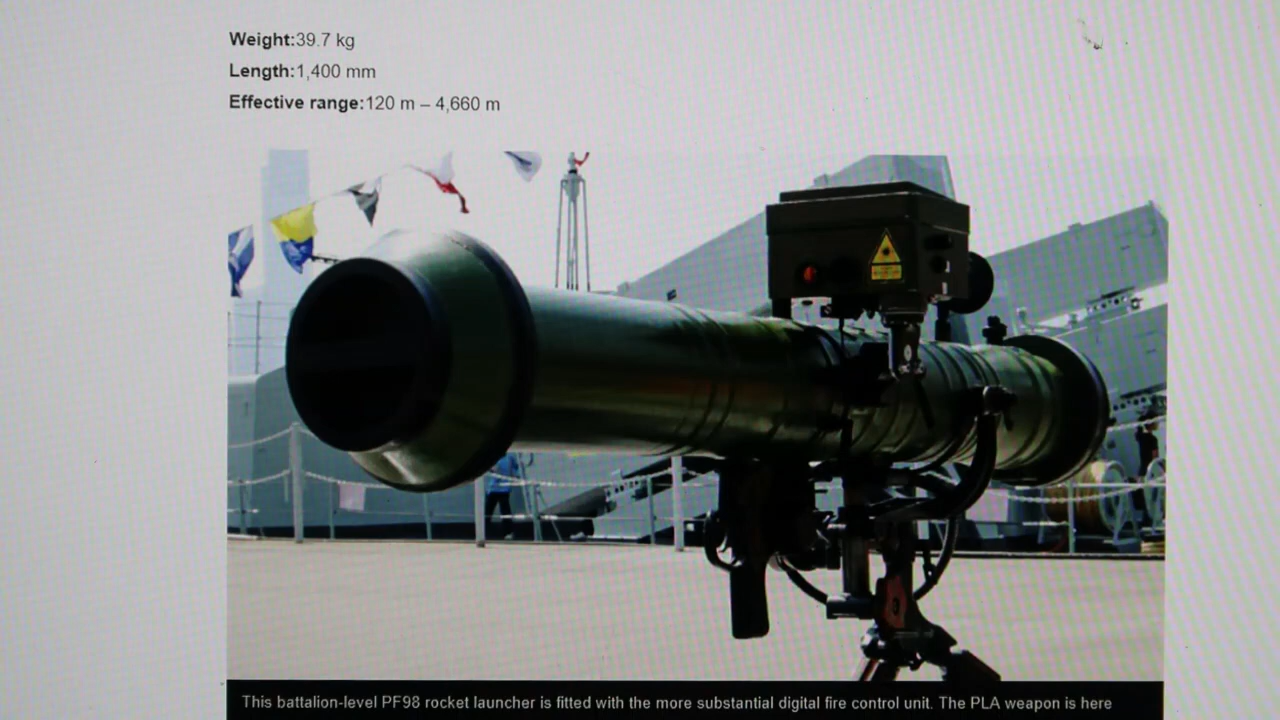 Weight:39.7 kg
Length:1,400 mm
Effective range:120 m – 4,660 m
This battalion-level PF98 rocket launcher is fitted with the more substantial digital fire control unit. The PLA weapon is here